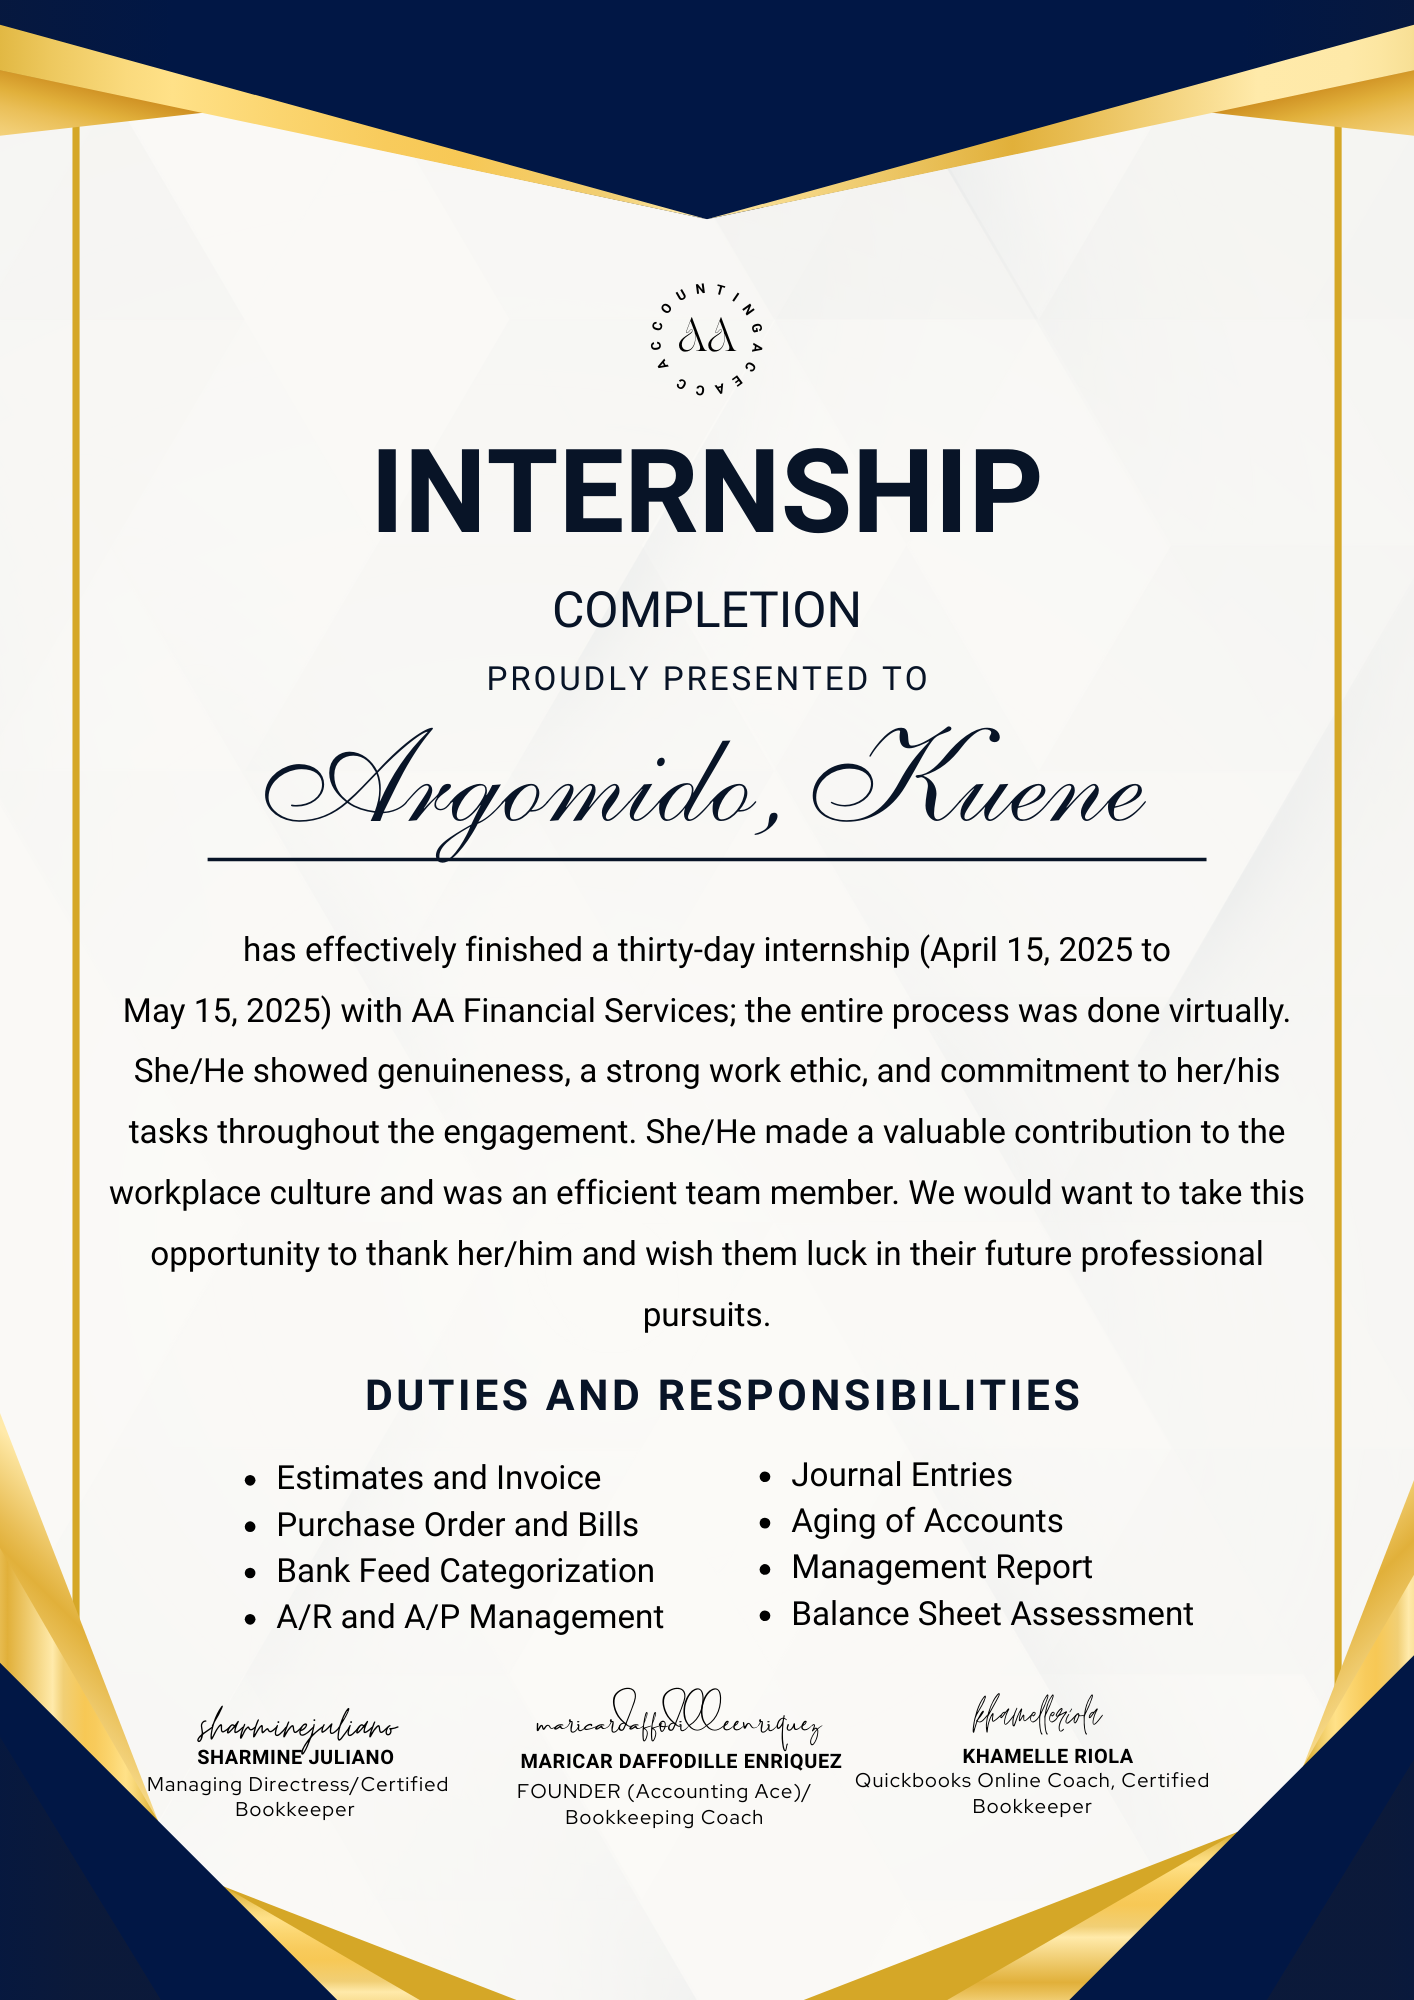 ACCOUNTINGACEACCACC
AA
INTERNSHIP
COMPLETION
PROUDLY PRESENTED TO
Argomido, Kuene
has effectively finished a thirty-day internship (April 15, 2025 to
May 15, 2025) with AA Financial Services; the entire process was done virtually.
She/He showed genuineness, a strong work ethic, and commitment to her/his
tasks throughout the engagement. She/He made a valuable contribution to the
workplace culture and was an efficient team member. We would want to take this
opportunity to thank her/him and wish them luck in their future professional
pursuits.
DUTIES AND RESPONSIBILITIES
• Estimates and Invoice
• Purchase Order and Bills
• Bank Feed Categorization
• A/R and A/P Management
• Journal Entries
• Aging of Accounts
• Management Report
• Balance Sheet Assessment
sharminejuliano
SHARMINE JULIANO
Managing Directress/Certified
Bookkeeper
maricardaffodilleenriquez
MARICAR DAFFODILLE ENRIQUEZ
FOUNDER (Accounting Ace)/
Bookkeeping Coach
khamelleriola
KHAMELLE RIOLA
Quickbooks Online Coach, Certified
Bookkeeper